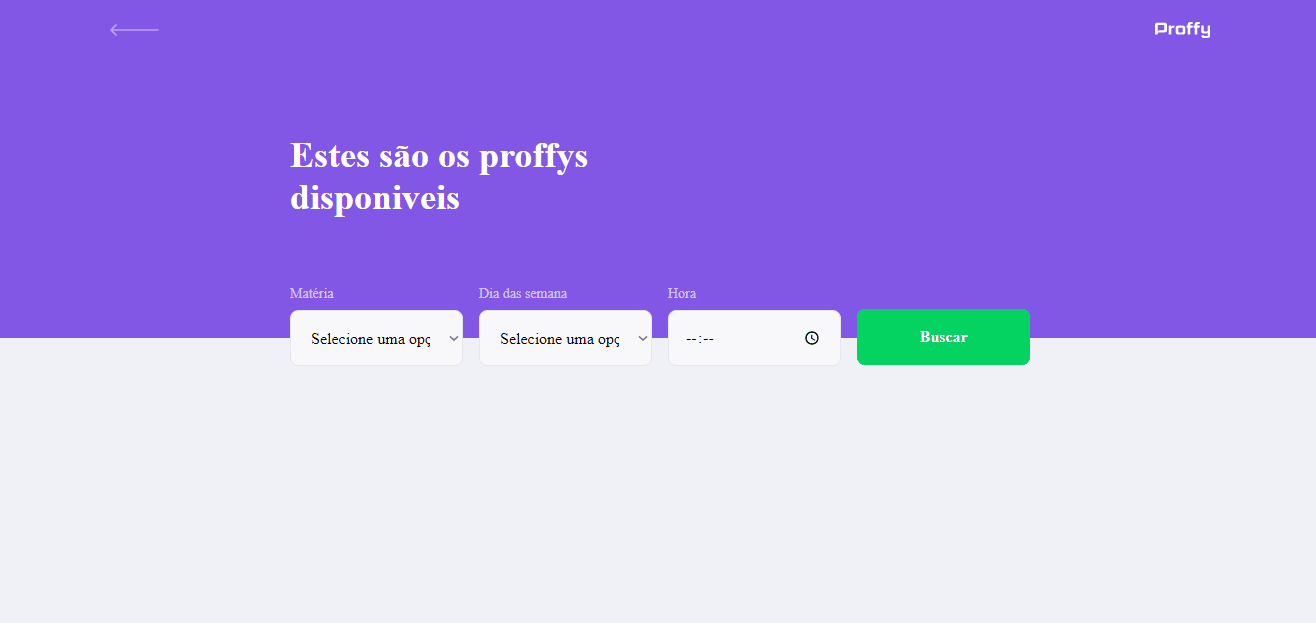 Proffy
Estes são os proffys
disponiveis
Matéria
Dia das semana
Hora
Selecione uma opç
Selecione uma opç
--:--
Buscar